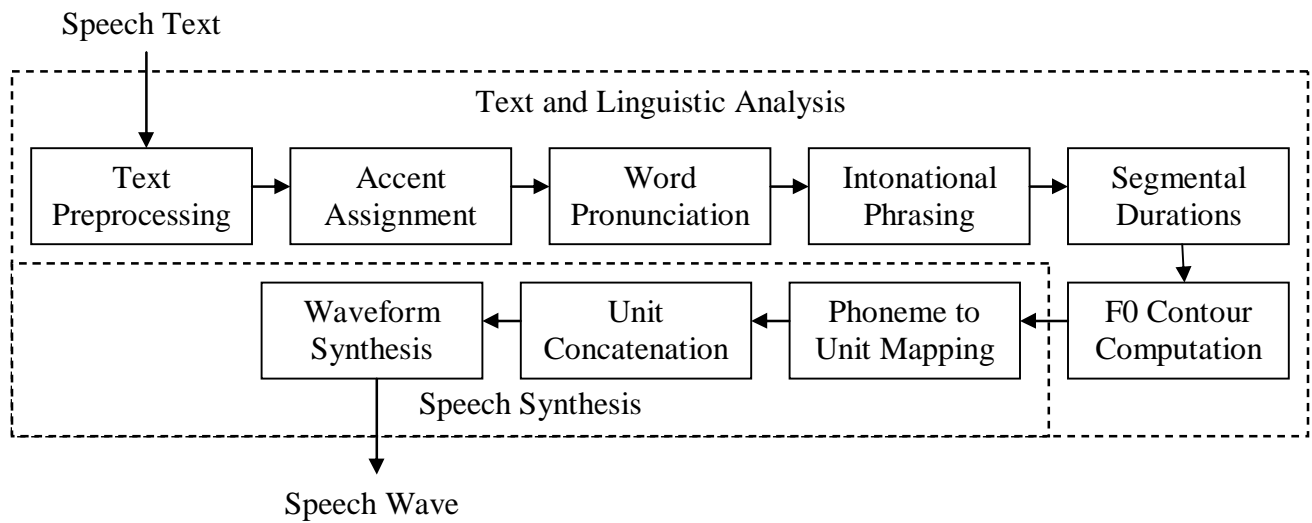 Speech Text
Text and Linguistic Analysis
Text
Preprocessing
Accent
Assignment
Word
Pronunciation
Intonational
Phrasing
Segmental
Durations
F0 Contour
Computation
Phoneme to
Unit Mapping
Unit
Concatenation
Waveform
Synthesis
Speech Synthesis
Speech Wave